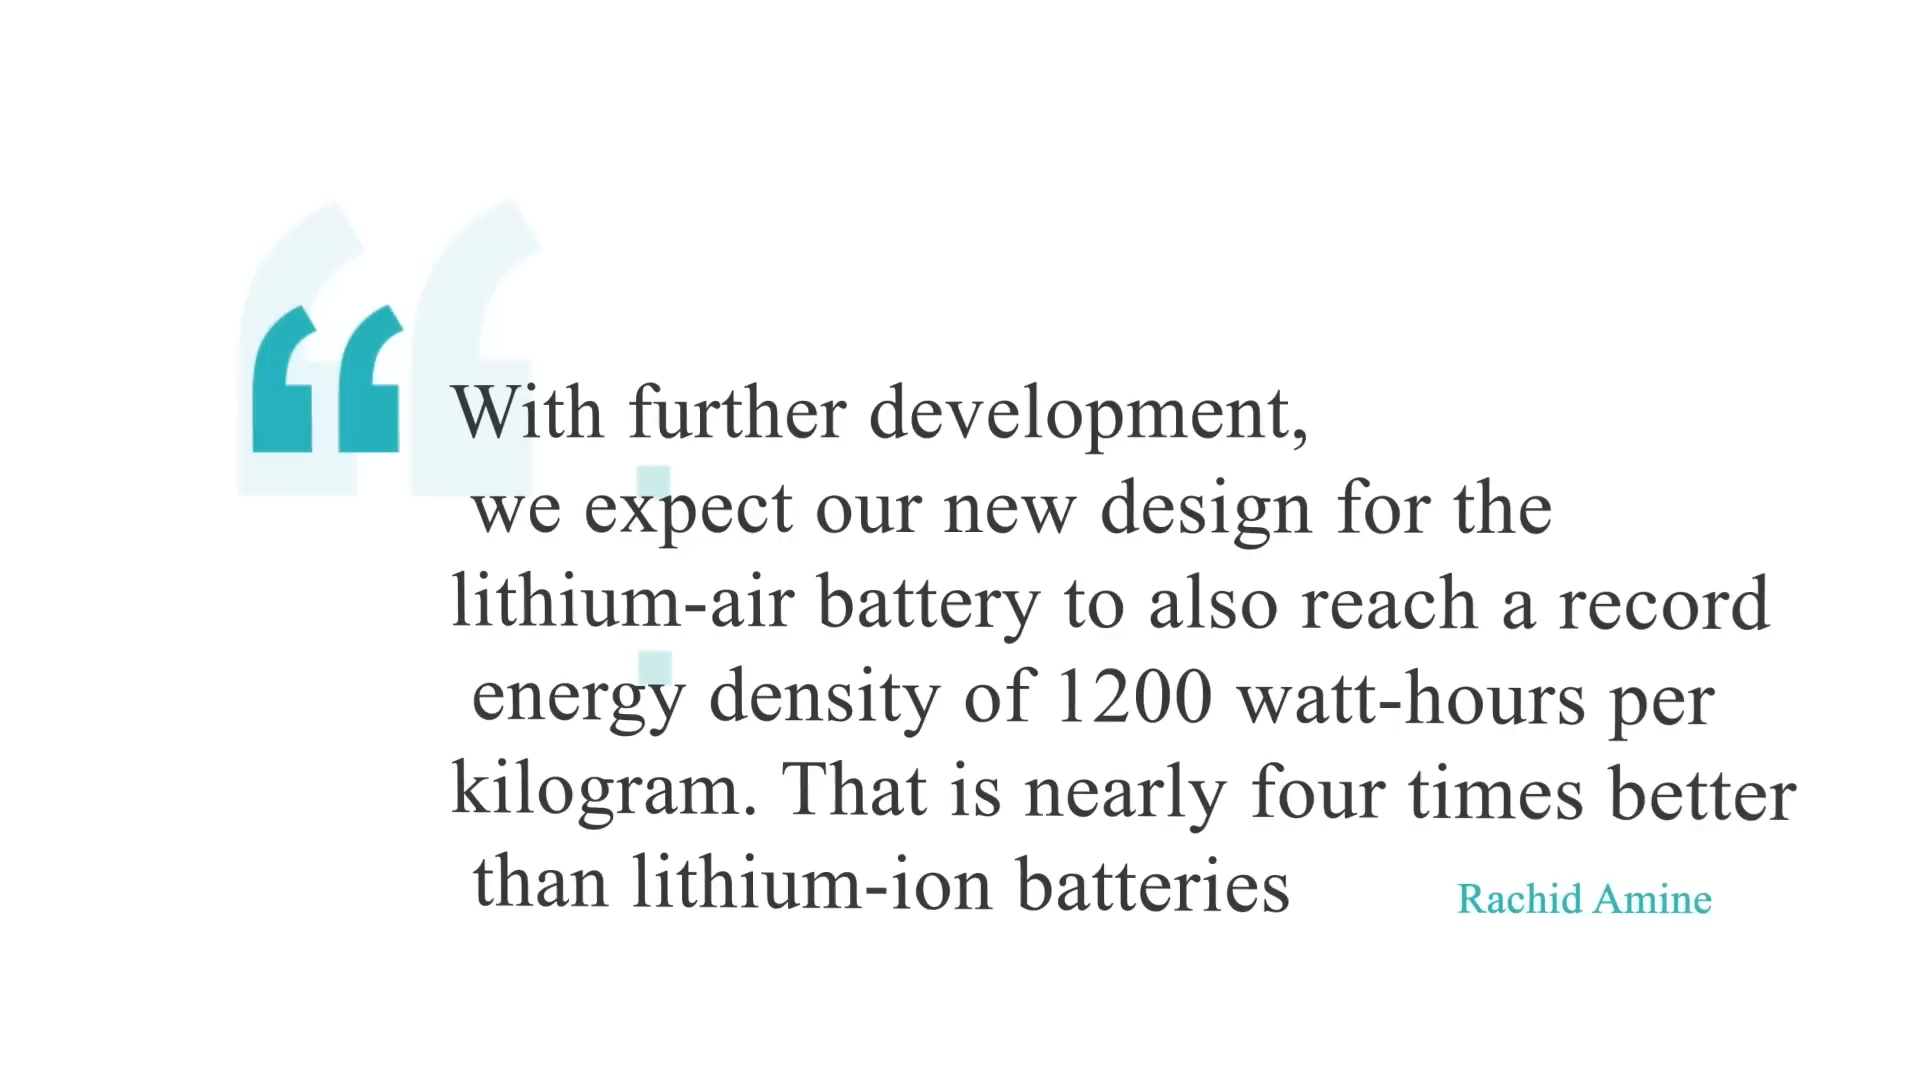 With further development,
we expect our new design for the
lithium-air battery to also reach a record
energy density of 1200 watt-hours per
kilogram. That is nearly four times better
than lithium-ion batteries
Rachid Amine